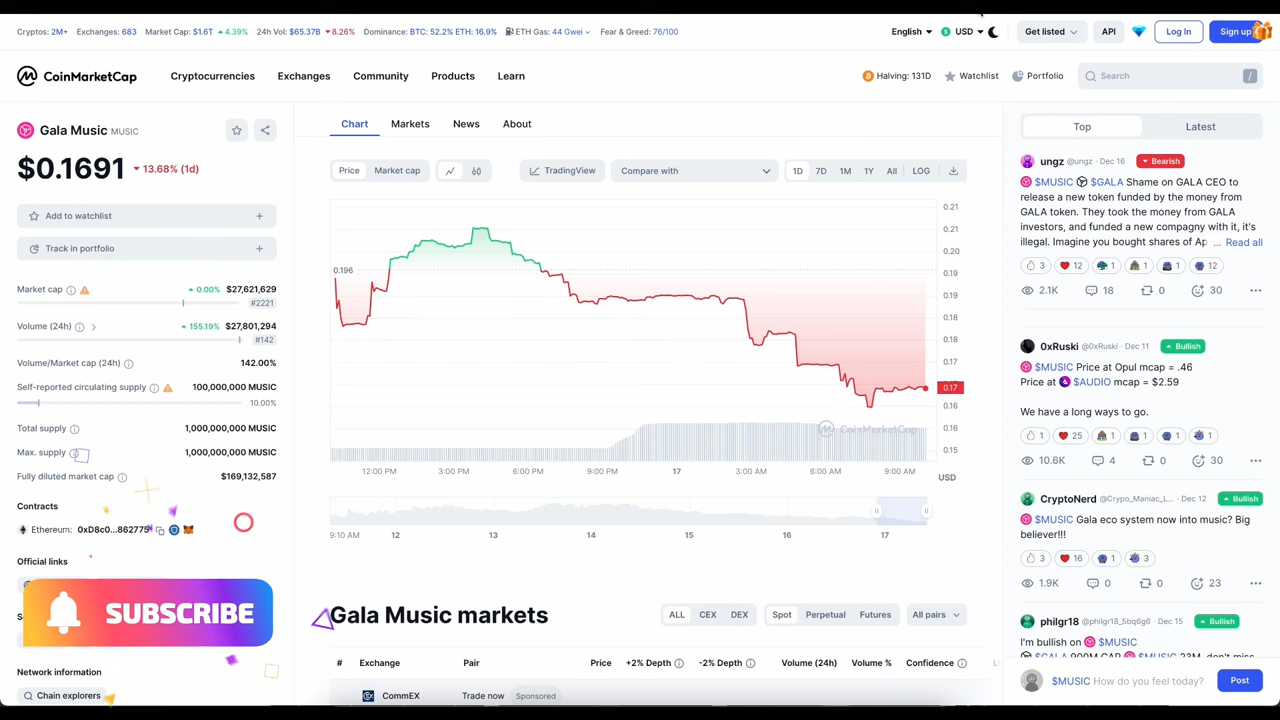 Cryptos: 2M+ Exchanges: 683 Market Cap: $1.6T 4.39% 24h Vol: $65.37B 8.26% Dominance: BTC: 52.2% ETH: 16.9% ETH Gas: 44 Gwei Fear & Greed: 76/100 English USD Get listed API Log In Sign up
CoinMarketCap Cryptocurrencies Exchanges Community Products Learn Halving: 131D Watchlist Portfolio Search /
Gala Music MUSIC
$0.1691 13.68% (1d)
Add to watchlist +
Track in portfolio +
Market cap 0.00% $27,621,629
#2221
Volume (24h) 155.19% $27,801,294
#142
Volume/Market cap (24h) 142.00%
Self-reported circulating supply 100,000,000 MUSIC
10.00%
Total supply 1,000,000,000 MUSIC
Max. supply 1,000,000,000 MUSIC
Fully diluted market cap $169,132,587
Contracts
Ethereum: 0xD8c0...862775
Official links
SUBSCRIBE
Network information
Chain explorers
Chart Markets News About
Price Market cap TradingView Compare with 1D 7D 1M 1Y All LOG
0.21
0.21
0.20
0.196
0.19
0.19
0.18
0.18
0.17
0.17
0.16
0.15
CoinMarketCap
12:00 PM 3:00 PM 6:00 PM 9:00 PM 17 3:00 AM 6:00 AM 9:00 AM
USD
9:10 AM 12 13 14 15 16 17
Gala Music markets ALL CEX DEX Spot Perpetual Futures All pairs
# Exchange Pair Price +2% Depth -2% Depth Volume (24h) Volume % Confidence
CommEX Trade now Sponsored
Top Latest
ungz @ungz · Dec 16 Bearish
$MUSIC $GALA Shame on GALA CEO to
release a new token funded by the money from
GALA token. They took the money from GALA
investors, and funded a new compagny with it, it's
illegal. Imagine you bought shares of Ap ... Read all
3 12 1 1 1 12
2.1K 18 0 30
0xRuski @0xRuski · Dec 11 Bullish
$MUSIC Price at Opul mcap = .46
Price at $AUDIO mcap = $2.59
We have a long ways to go.
1 25 1 1 1 1
10.6K 4 0 30
CryptoNerd @Crypo_Maniac_L... · Dec 12 Bullish
$MUSIC Gala eco system now into music? Big
believer!!!
3 16 1 3
1.9K 0 0 23
philgr18 @philgr18_5bq6g6 · Dec 15 Bullish
I'm bullish on $MUSIC
$MUSIC How do you feel today? Post